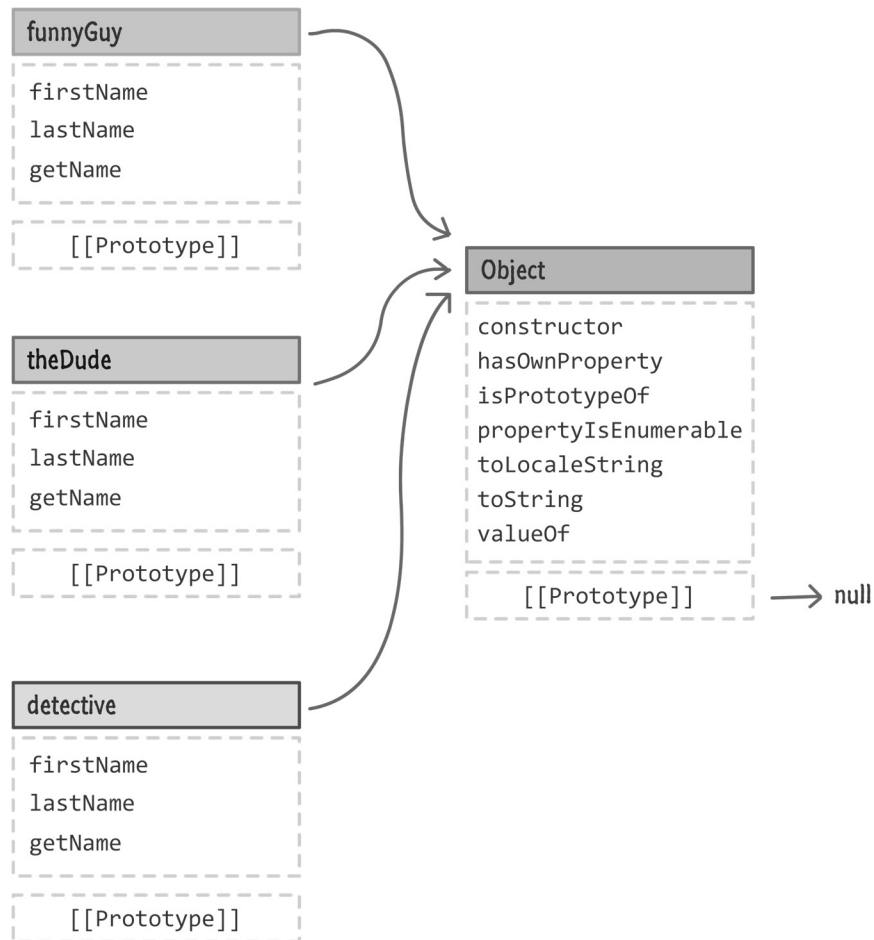 funnyGuy
firstName
lastName
getName
[[Prototype]]
theDude
firstName
lastName
getName
[[Prototype]]
detective
firstName
lastName
getName
[[Prototype]]
Object
constructor
hasOwnProperty
isPrototypeOf
propertyIsEnumerable
toLocaleString
toString
valueOf
[[Prototype]]
null